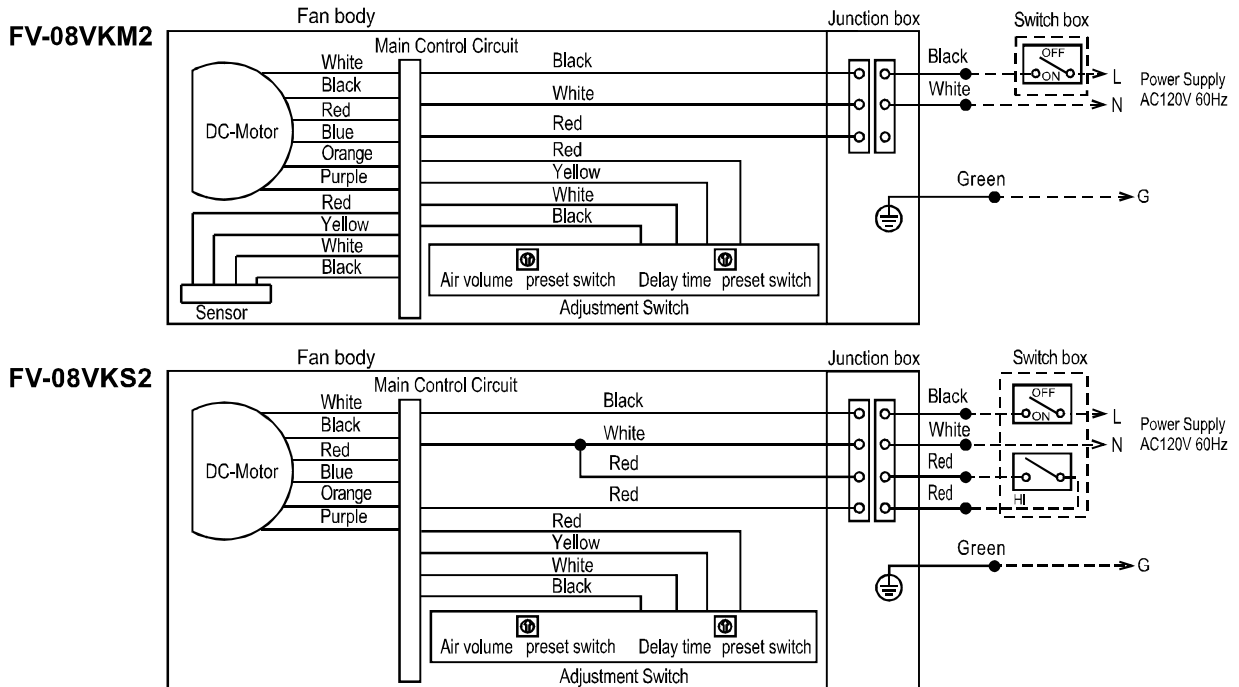 FV-08VKM2
Fan body
Junction box
Switch box
Main Control Circuit
White
Black
Red
Blue
Orange
Purple
Red
Yellow
White
Black
DC-Motor
Sensor
Black
White
Red
Red
Yellow
White
Black
Air volume preset switch
Delay time preset switch
Adjustment Switch
Black
White
OFF
ON
L
N
Power Supply
AC120V 60Hz
Green
G
FV-08VKS2
Fan body
Junction box
Switch box
Main Control Circuit
White
Black
Red
Blue
Orange
Purple
DC-Motor
Black
White
Red
Red
Red
Yellow
White
Black
Air volume preset switch
Delay time preset switch
Adjustment Switch
Black
White
Red
Red
OFF
ON
HI
L
N
Power Supply
AC120V 60Hz
Green
G